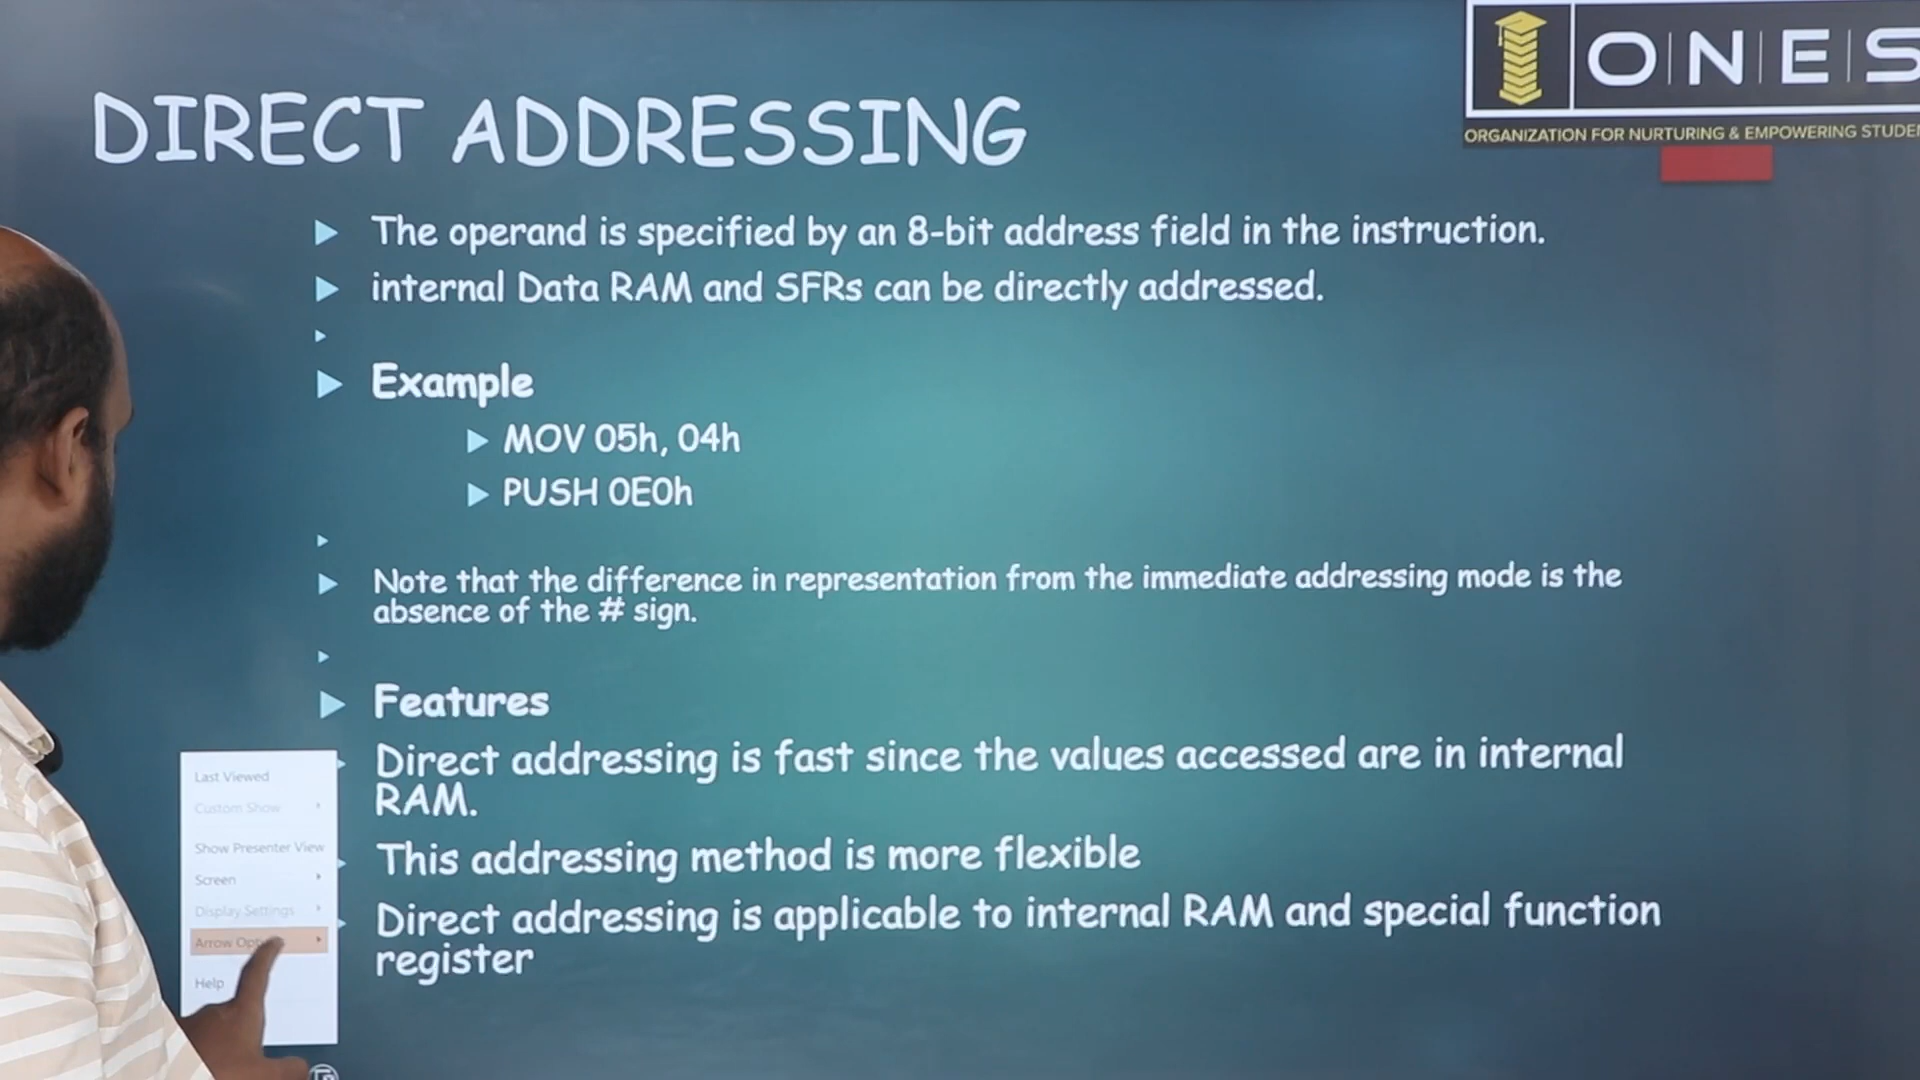 O|N|E|S
ORGANIZATION FOR NURTURING & EMPOWERING
DIRECT ADDRESSING
The operand is specified by an 8-bit address field in the instruction.
internal Data RAM and SFRs can be directly addressed.
Example
MOV 05h, 04h
PUSH 0E0h
Note that the difference in representation from the immediate addressing mode is the
absence of the # sign.
Features
Direct addressing is fast since the values accessed are in internal
RAM.
This addressing method is more flexible
Direct addressing is applicable to internal RAM and special function
register
Last Viewed
Custom Show
Show Presenter View
Screen
Display Settings
Arrow
Help